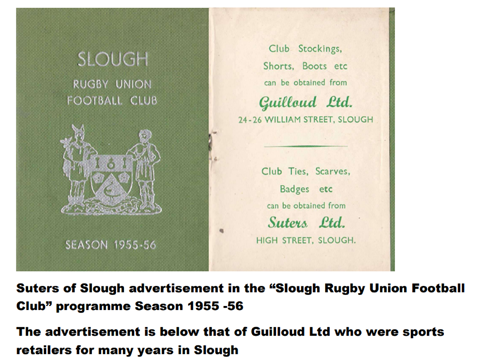 SLOUGH
RUGBY UNION
FOOTBALL CLUB
SEASON 1955-56
Club Stockings,
Shorts, Boots etc
can be obtained from
Guilloud Ltd.
24-26 WILLIAM STREET, SLOUGH
Club Ties, Scarves,
Badges etc
can be obtained from
Suters Ltd.
HIGH STREET, SLOUGH.
Suters of Slough advertisement in the “Slough Rugby Union Football
Club” programme Season 1955 -56
The advertisement is below that of Guilloud Ltd who were sports
retailers for many years in Slough